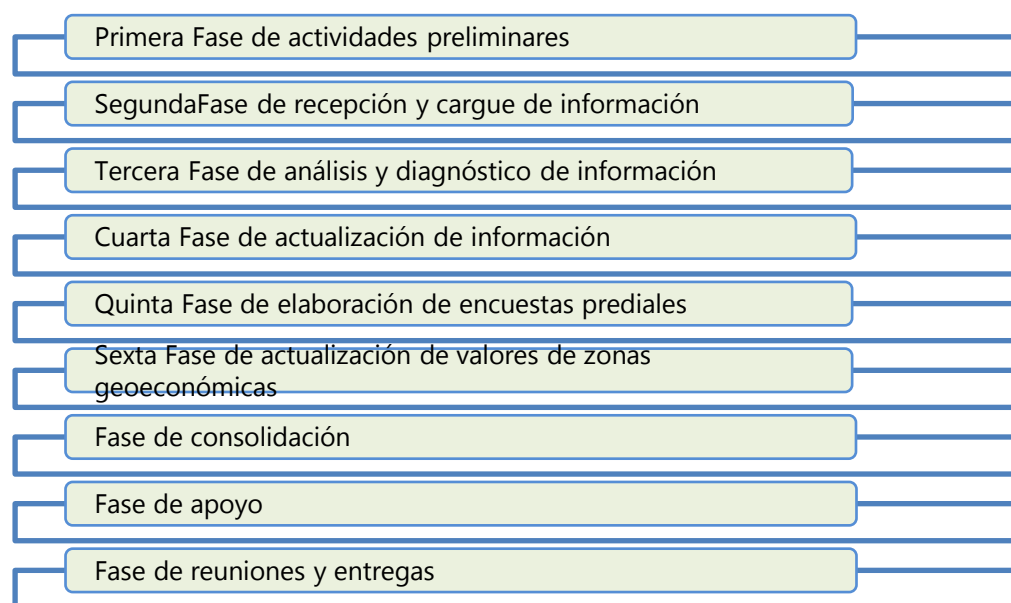 Primera Fase de actividades preliminares
SegundaFase de recepción y cargue de información
Tercera Fase de análisis y diagnóstico de información
Cuarta Fase de actualización de información
Quinta Fase de elaboración de encuestas prediales
Sexta Fase de actualización de valores de zonas
geoeconómicas
Fase de consolidación
Fase de apoyo
Fase de reuniones y entregas